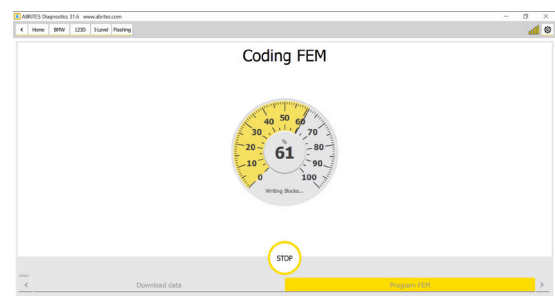 ABRITES Diagnostics 31.6 www.abrites.com
Home BMW 123D I-Level Flashing
Coding FEM
0 10 20 30 40 50 60 70 80 90 100
%
61
Writing Blocks...
STOP
Download data Program FEM